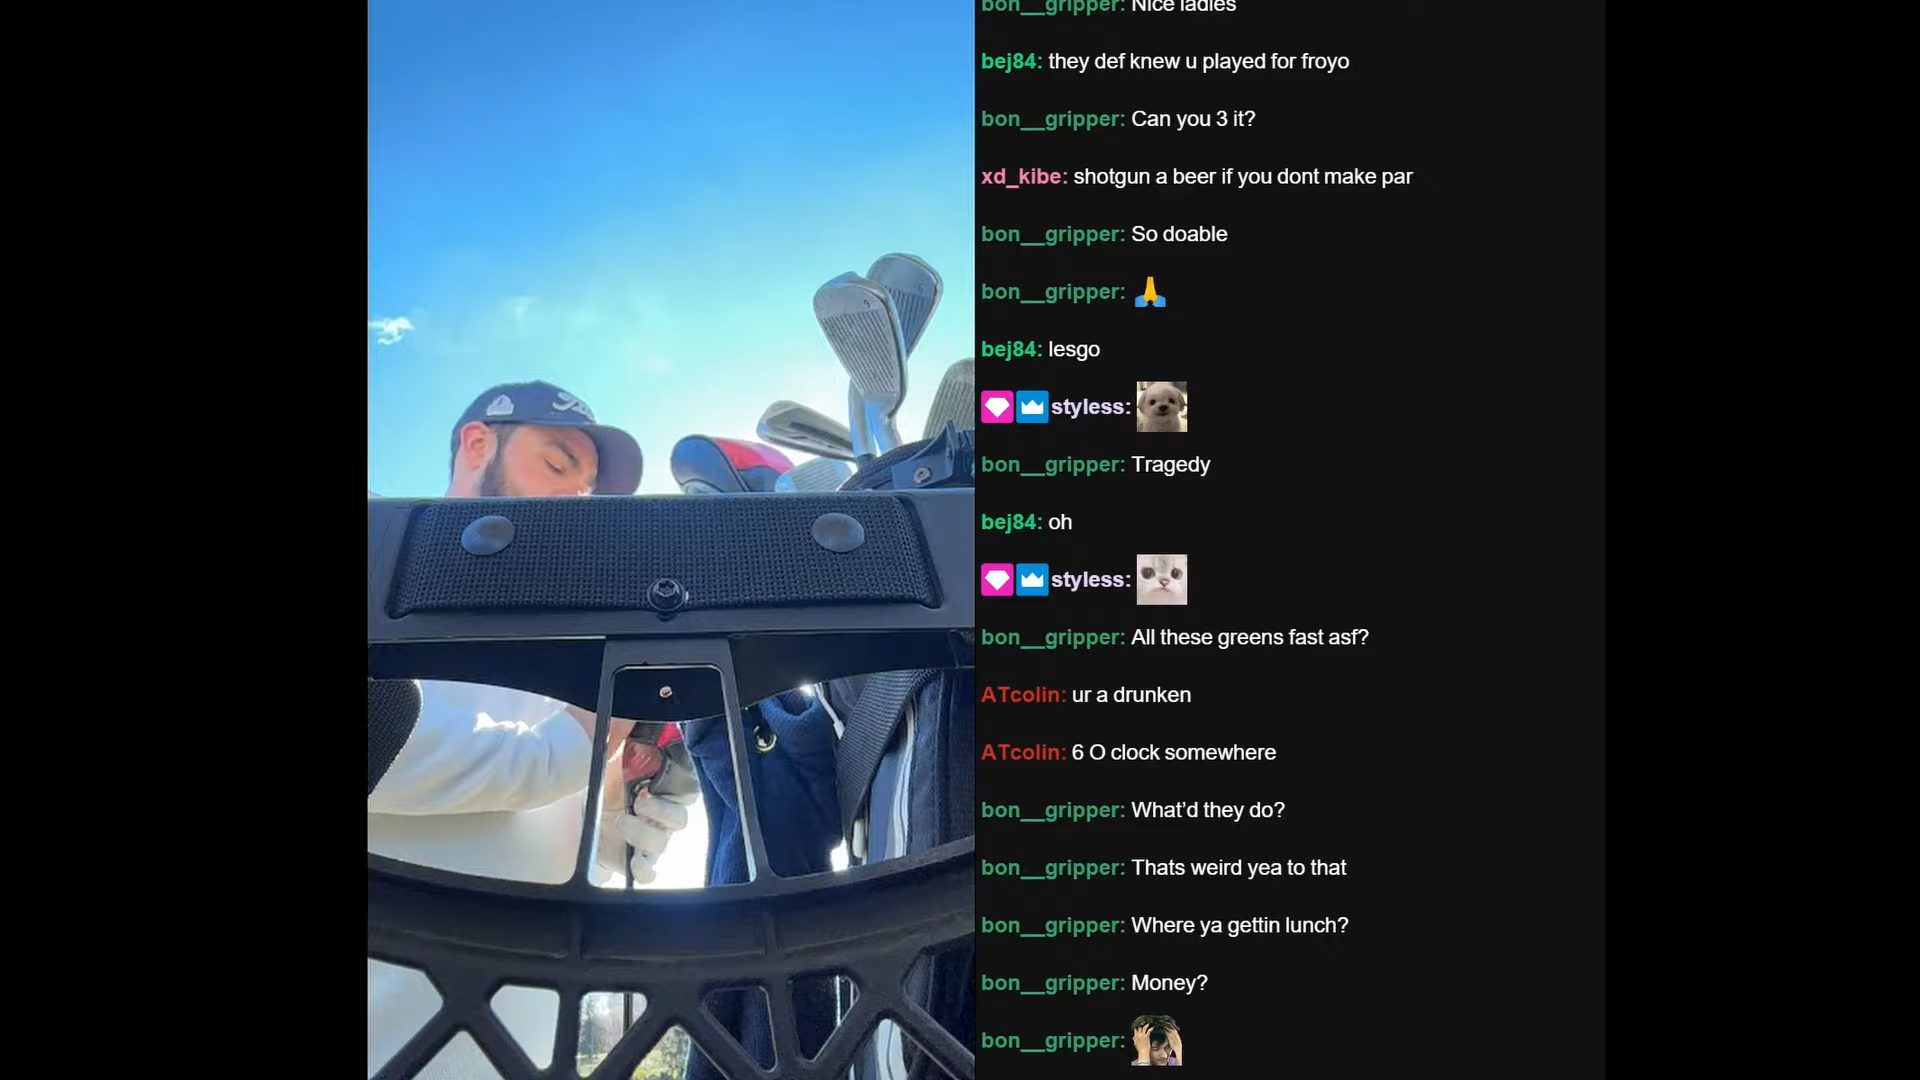 bon__gripper: Nice ladies
bej84: they def knew u played for froyo
bon__gripper: Can you 3 it?
xd_kibe: shotgun a beer if you dont make par
bon__gripper: So doable
bon__gripper: 🙏
bej84: lesgo
styless:
bon__gripper: Tragedy
bej84: oh
styless:
bon__gripper: All these greens fast asf?
ATcolin: ur a drunken
ATcolin: 6 O clock somewhere
bon__gripper: What’d they do?
bon__gripper: Thats weird yea to that
bon__gripper: Where ya gettin lunch?
bon__gripper: Money?
bon__gripper: